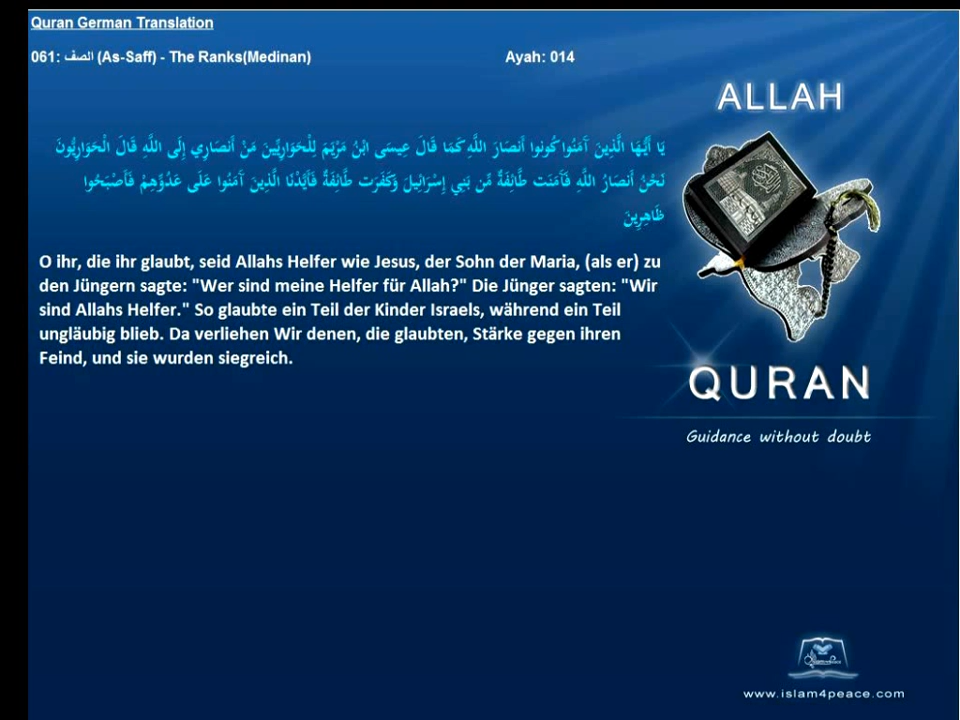 Quran German Translation
061: الصف (As-Saff) - The Ranks(Medinan)
Ayah: 014
يَا أَيُّهَا الَّذِينَ آَمَنُوا كُونوا أَنصَارَ اللَّهِ كَمَا قَالَ عِيسَى ابْنُ مَرْيَمَ لِلْحَوَارِيِّينَ مَنْ أَنصَارِي إِلَى اللَّهِ قَالَ الْحَوَارِيُّونَ
نَحْنُ أَنصَارُ اللَّهِ فَآَمَنَت طَّائِفَةٌ مِّن بَنِي إِسْرَائِيلَ وَكَفَرَت طَّائِفَةٌ فَأَيَّدْنَا الَّذِينَ آَمَنُوا عَلَى عَدُوِّهِمْ فَأَصْبَحُوا
ظَاهِرِينَ
O ihr, die ihr glaubt, seid Allahs Helfer wie Jesus, der Sohn der Maria, (als er) zu
den Jüngern sagte: "Wer sind meine Helfer für Allah?" Die Jünger sagten: "Wir
sind Allahs Helfer." So glaubte ein Teil der Kinder Israels, während ein Teil
ungläubig blieb. Da verliehen Wir denen, die glaubten, Stärke gegen ihren
Feind, und sie wurden siegreich.
ALLAH
QURAN
Guidance without doubt
www.islam4peace.com